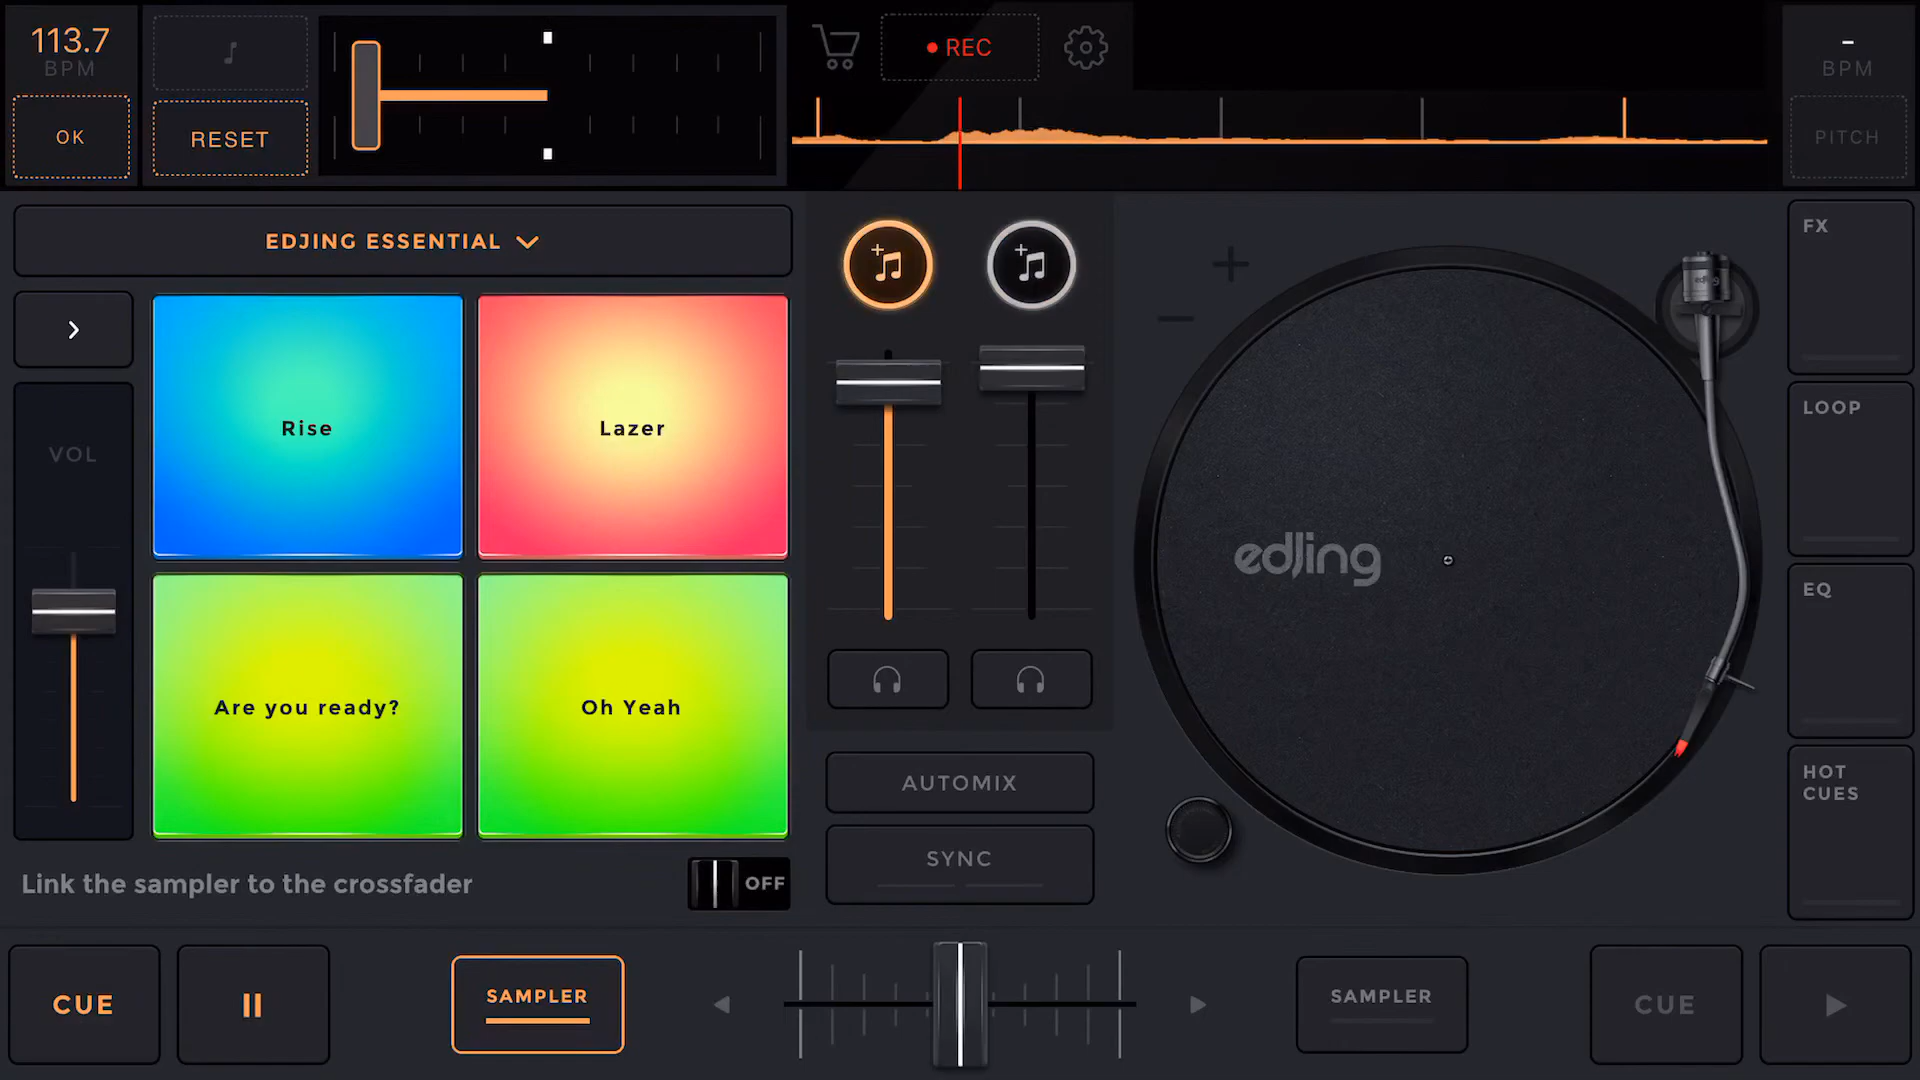 113.7
BPM
OK
RESET
REC
-
BPM
PITCH
EDJING ESSENTIAL
VOL
Rise
Lazer
Are you ready?
Oh Yeah
Link the sampler to the crossfader
OFF
AUTOMIX
SYNC
edjing
FX
LOOP
EQ
HOT
CUES
CUE
SAMPLER
SAMPLER
CUE